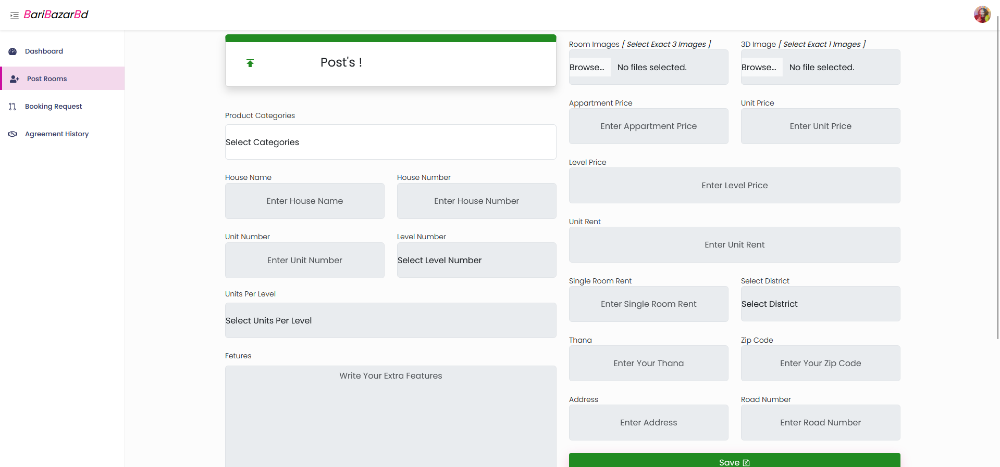 BariBazarBd
Dashboard
Post Rooms
Booking Request
Agreement History
Post's !
Product Categories
Select Categories
House Name
House Number
Enter House Name
Enter House Number
Unit Number
Level Number
Enter Unit Number
Select Level Number
Units Per Level
Select Units Per Level
Fetures
Write Your Extra Features
Room Images [ Select Exact 3 Images ]
3D Image [ Select Exact 1 Images ]
Browse... No files selected.
Browse... No file selected.
Appartment Price
Unit Price
Enter Appartment Price
Enter Unit Price
Level Price
Enter Level Price
Unit Rent
Enter Unit Rent
Single Room Rent
Select District
Enter Single Room Rent
Select District
Thana
Zip Code
Enter Your Thana
Enter Your Zip Code
Address
Road Number
Enter Address
Enter Road Number
Save